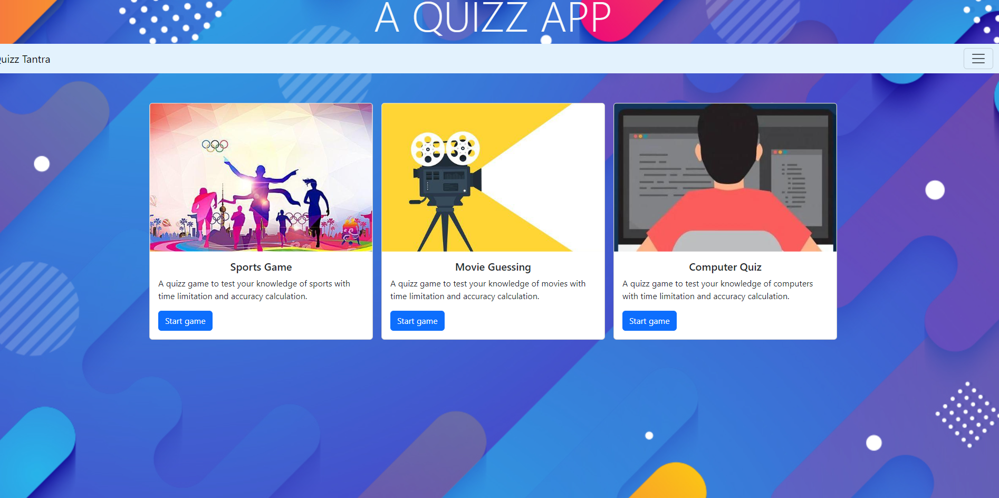 A QUIZZ APP
Quizz Tantra
Sports Game
A quizz game to test your knowledge of sports with
time limitation and accuracy calculation.
Start game
Movie Guessing
A quizz game to test your knowledge of movies with
time limitation and accuracy calculation.
Start game
Computer Quiz
A quizz game to test your knowledge of computers
with time limitation and accuracy calculation.
Start game